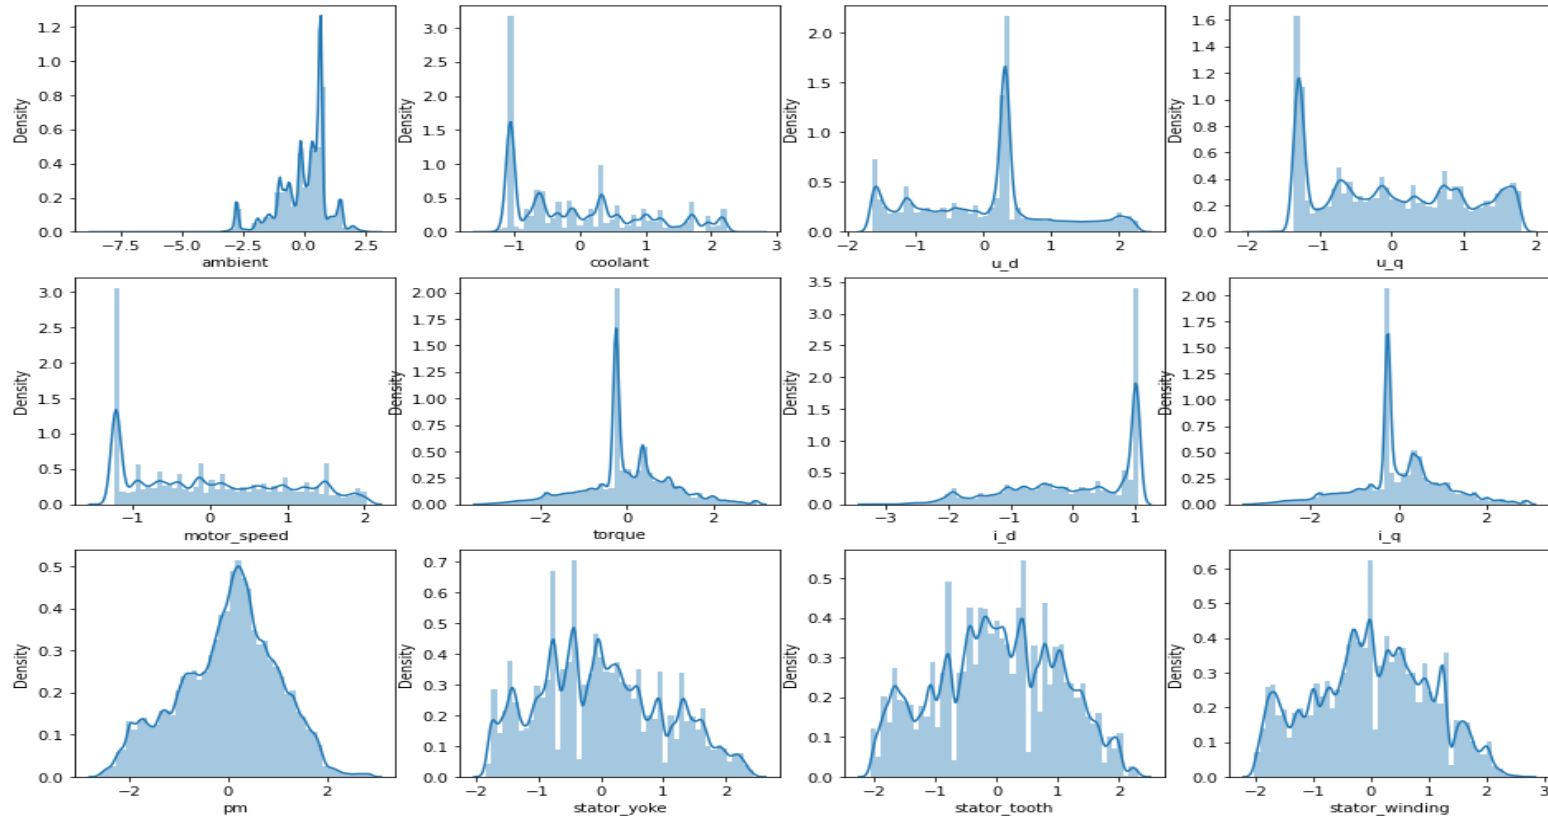 Density
1.2
1.0
0.8
0.6
0.4
0.2
0.0
−7.5 −5.0 −2.5 0.0 2.5
ambient
Density
3.0
2.5
2.0
1.5
1.0
0.5
0.0
−1 0 1 2 3
coolant
Density
2.0
1.5
1.0
0.5
0.0
−2 −1 0 1 2
u_d
Density
1.6
1.4
1.2
1.0
0.8
0.6
0.4
0.2
0.0
−2 −1 0 1 2
u_q
Density
3.0
2.5
2.0
1.5
1.0
0.5
0.0
−1 0 1 2
motor_speed
Density
2.00
1.75
1.50
1.25
1.00
0.75
0.50
0.25
0.00
−2 0 2
torque
Density
3.5
3.0
2.5
2.0
1.5
1.0
0.5
0.0
−3 −2 −1 0 1
i_d
Density
2.00
1.75
1.50
1.25
1.00
0.75
0.50
0.25
0.00
−2 0 2
i_q
Density
0.5
0.4
0.3
0.2
0.1
0.0
−2 0 2
pm
Density
0.7
0.6
0.5
0.4
0.3
0.2
0.1
0.0
−2 −1 0 1 2
stator_yoke
Density
0.5
0.4
0.3
0.2
0.1
0.0
−2 −1 0 1 2
stator_tooth
Density
0.6
0.5
0.4
0.3
0.2
0.1
0.0
−2 −1 0 1 2 3
stator_winding